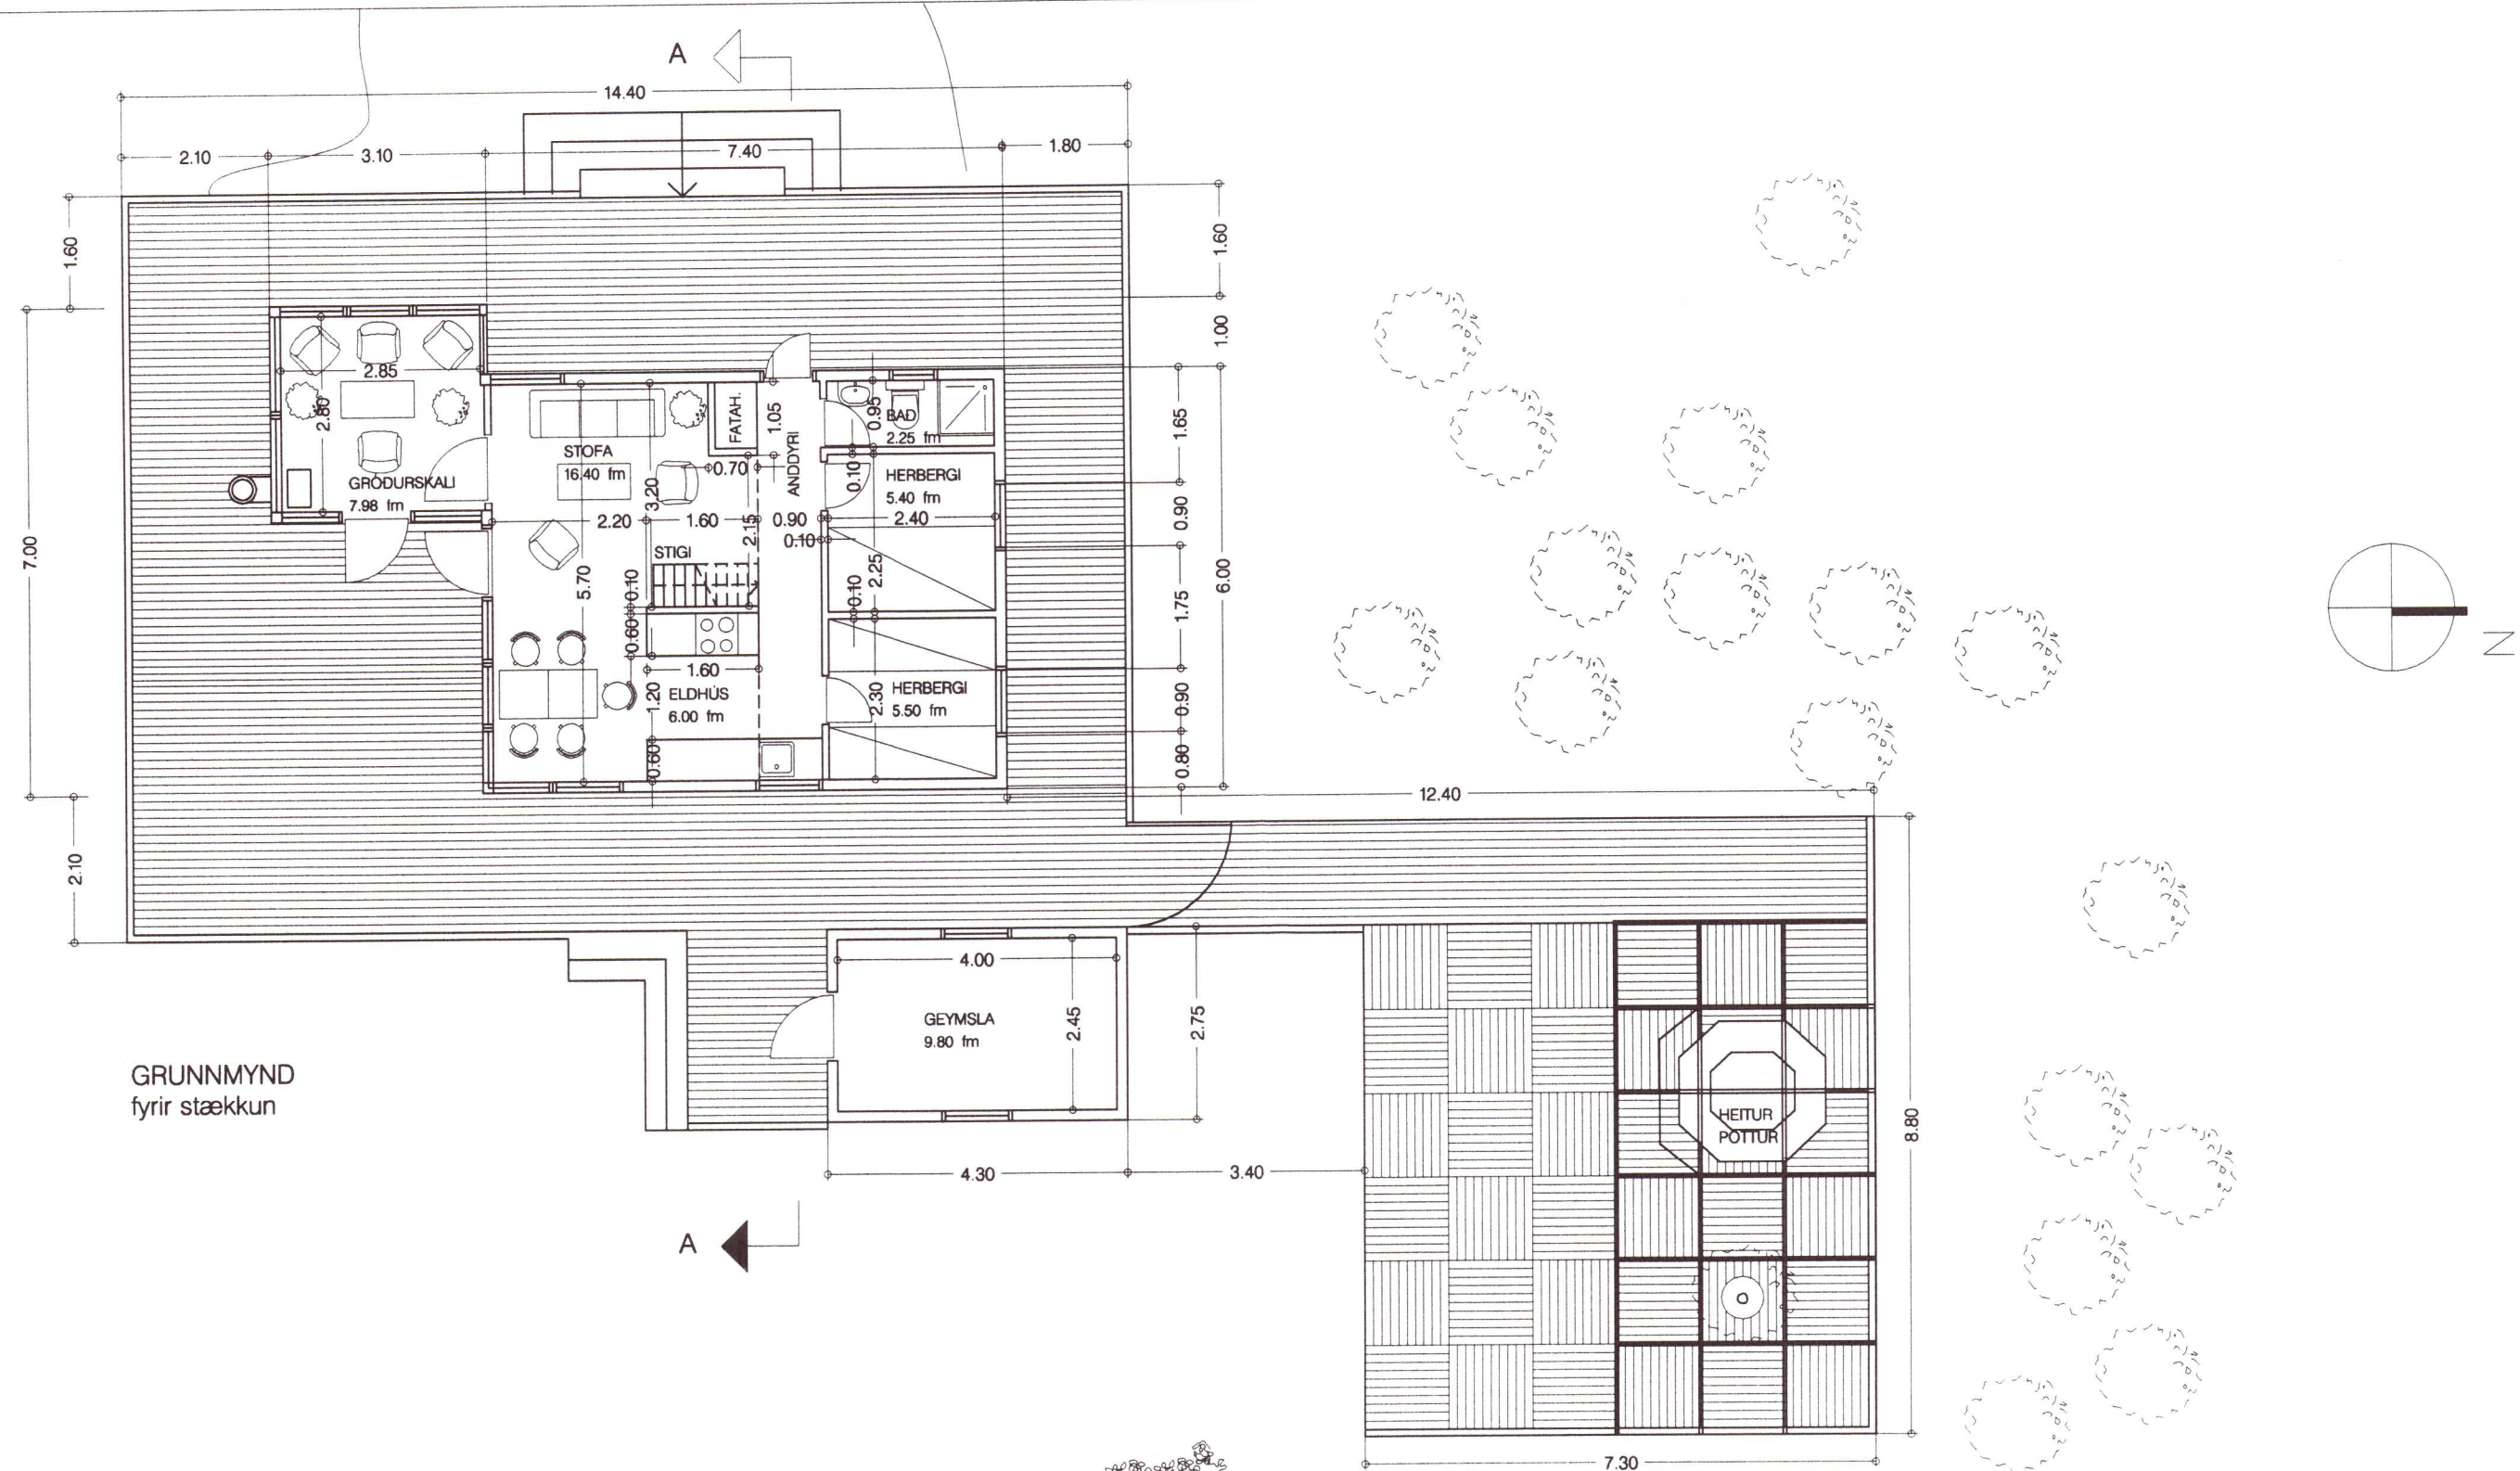 A
14.40
2.10
3.10
7.40
1.80
1.60
1.60
1.00
7.00
2.85
2.80
GRÓÐURSKALI
7.98 fm
STOFA
16.40 fm
FATAH.
1.05
ANDDYRI
0.95
BAD
2.25 fm
0.70
0.10
HERBERGI
5.40 fm
3.20
2.20
1.60
2.15
0.90
2.40
0.10
STIGI
5.70
0.10
2.25
0.10
0.60
1.60
1.20
ELDHÚS
6.00 fm
2.30
HERBERGI
5.50 fm
0.60
1.65
0.90
1.75
6.00
0.90
0.80
N
12.40
2.10
4.00
GEYMSLA
9.80 fm
2.45
2.75
GRUNNMYND
fyrir stækkun
HEITUR
POTTUR
8.80
4.30
3.40
A
7.30